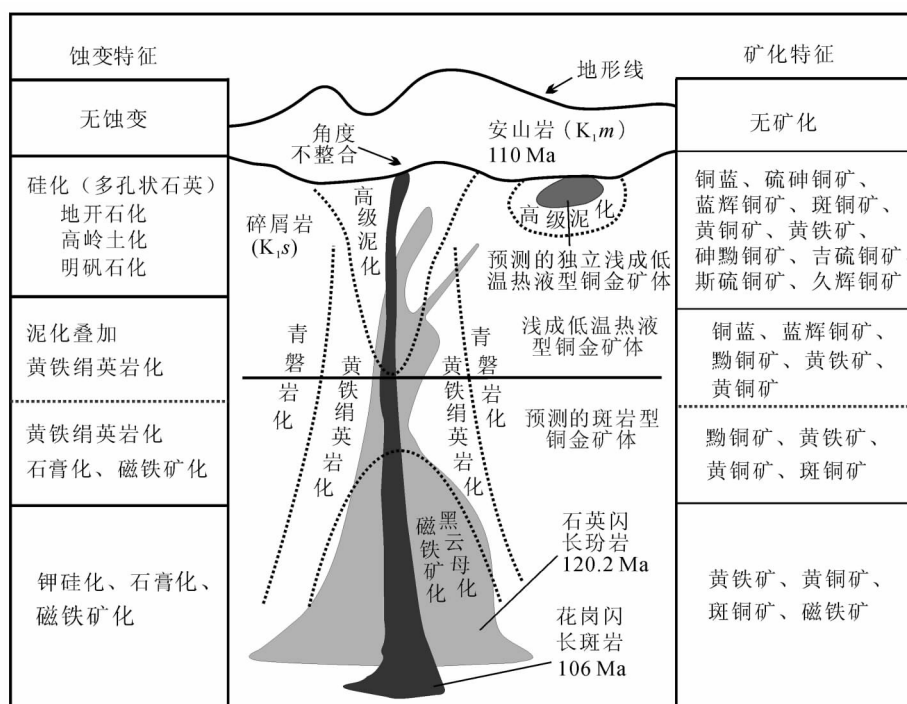 蚀变特征
无蚀变
硅化（多孔状石英）
地开石化
高岭土化
明矾石化
泥化叠加
黄铁绢英岩化
黄铁绢英岩化
石膏化、磁铁矿化
钾硅化、石膏化、
磁铁矿化
地形线
安山岩（K₁m）
110 Ma
角度
不整合
碎屑岩
(K₁s)
高级泥化
高级泥化
预测的独立浅成低
温热液型铜金矿体
浅成低温热液
型铜金矿体
青磐岩化
黄铁绢英岩化
黄铁绢英岩化
青磐岩化
预测的斑岩型
铜金矿体
磁铁矿化
黑云母化
石英闪
长玢岩
120.2 Ma
花岗闪
长斑岩
106 Ma
矿化特征
无矿化
铜蓝、硫砷铜矿、
蓝辉铜矿、斑铜矿、
黄铜矿、黄铁矿、
砷黝铜矿、吉硫铜矿、
斯硫铜矿、久辉铜矿
铜蓝、蓝辉铜矿、
黝铜矿、黄铁矿、
黄铜矿
黝铜矿、黄铁矿、
黄铜矿、斑铜矿
黄铁矿、黄铜矿、
斑铜矿、磁铁矿